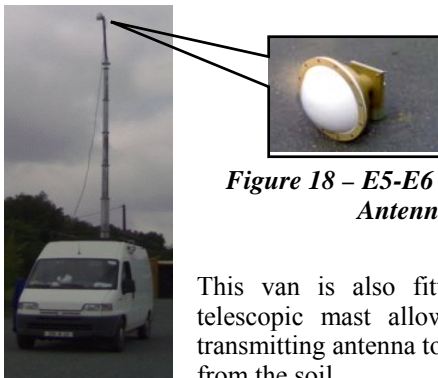 Figure 18 – E5-E6
Antenn
This van is also fit
telescopic mast allow
transmitting antenna to
from the soil